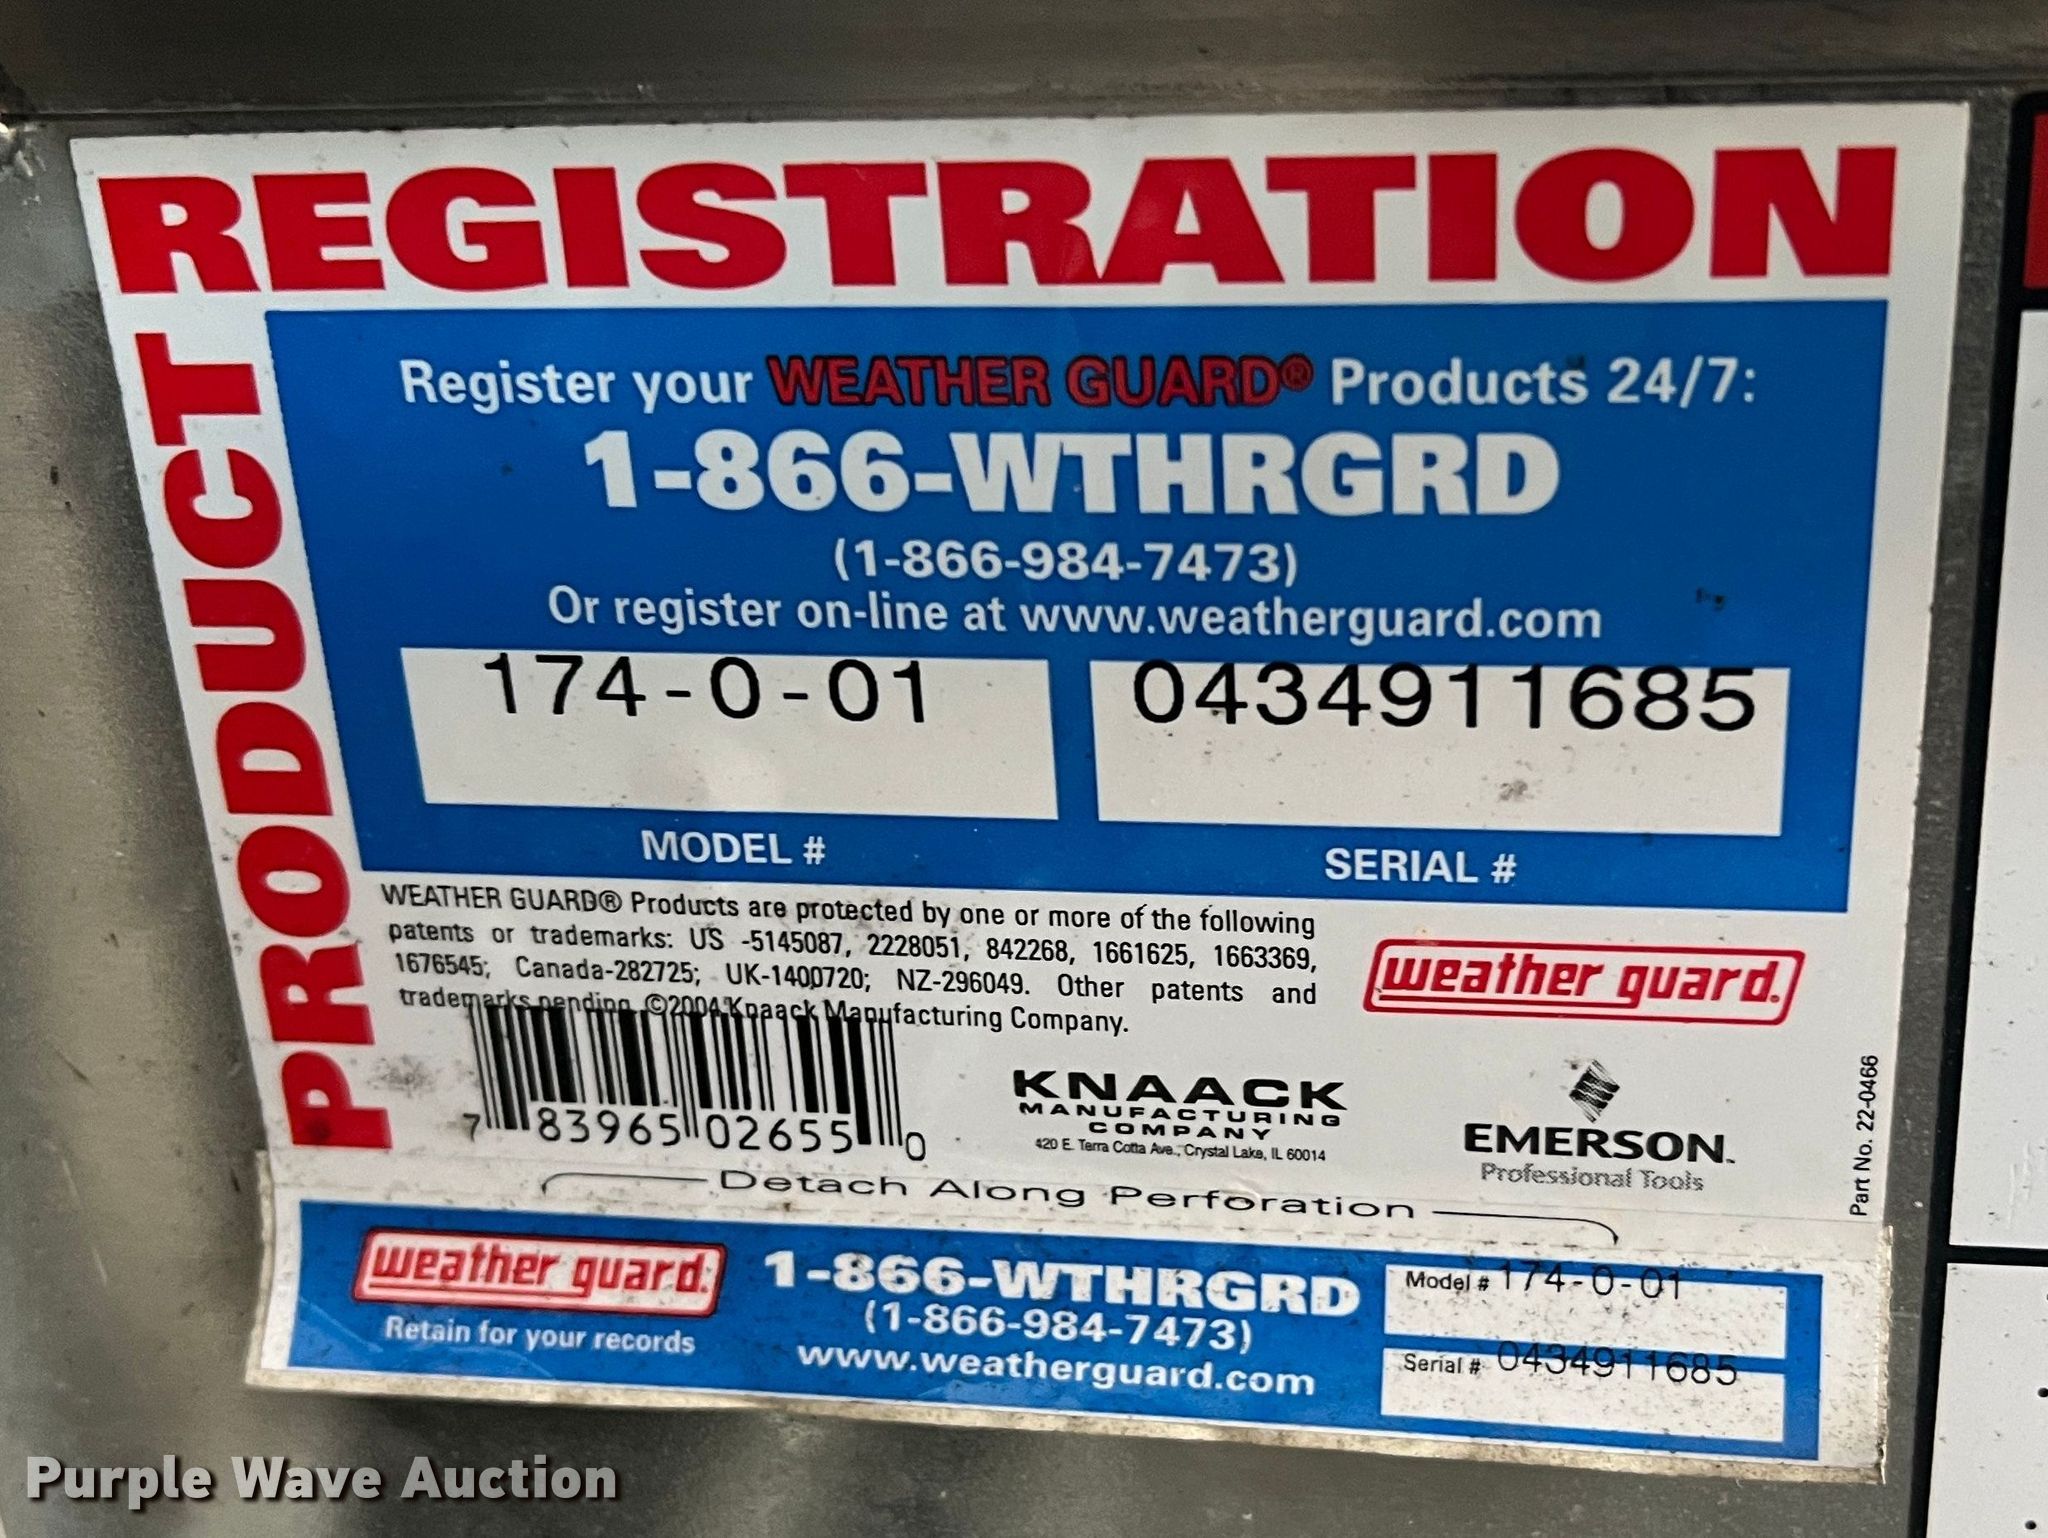 PRODUCT REGISTRATION
Register your WEATHER GUARD® Products 24/7:
1-866-WTHRGRD
(1-866-984-7473)
Or register on-line at www.weatherguard.com
174-0-01 0434911685
MODEL # SERIAL #
WEATHER GUARD® Products are protected by one or more of the following
patents or trademarks: US -5145087, 2228051, 842268, 1661625, 1663369,
1676545; Canada-282725; UK-1400720; NZ-296049. Other patents and
trademarks pending. ©2004 Knaack Manufacturing Company.
weather guard.
7 83965 02655 0
KNAACK
MANUFACTURING
COMPANY
420 E. Terra Cotta Ave., Crystal Lake, IL 60014
EMERSON.
Professional Tools
Part No. 22-0466
Detach Along Perforation
weather guard.
Retain for your records
1-866-WTHRGRD
(1-866-984-7473)
www.weatherguard.com
Model # 174-0-01
Serial # 0434911685
Purple Wave Auction